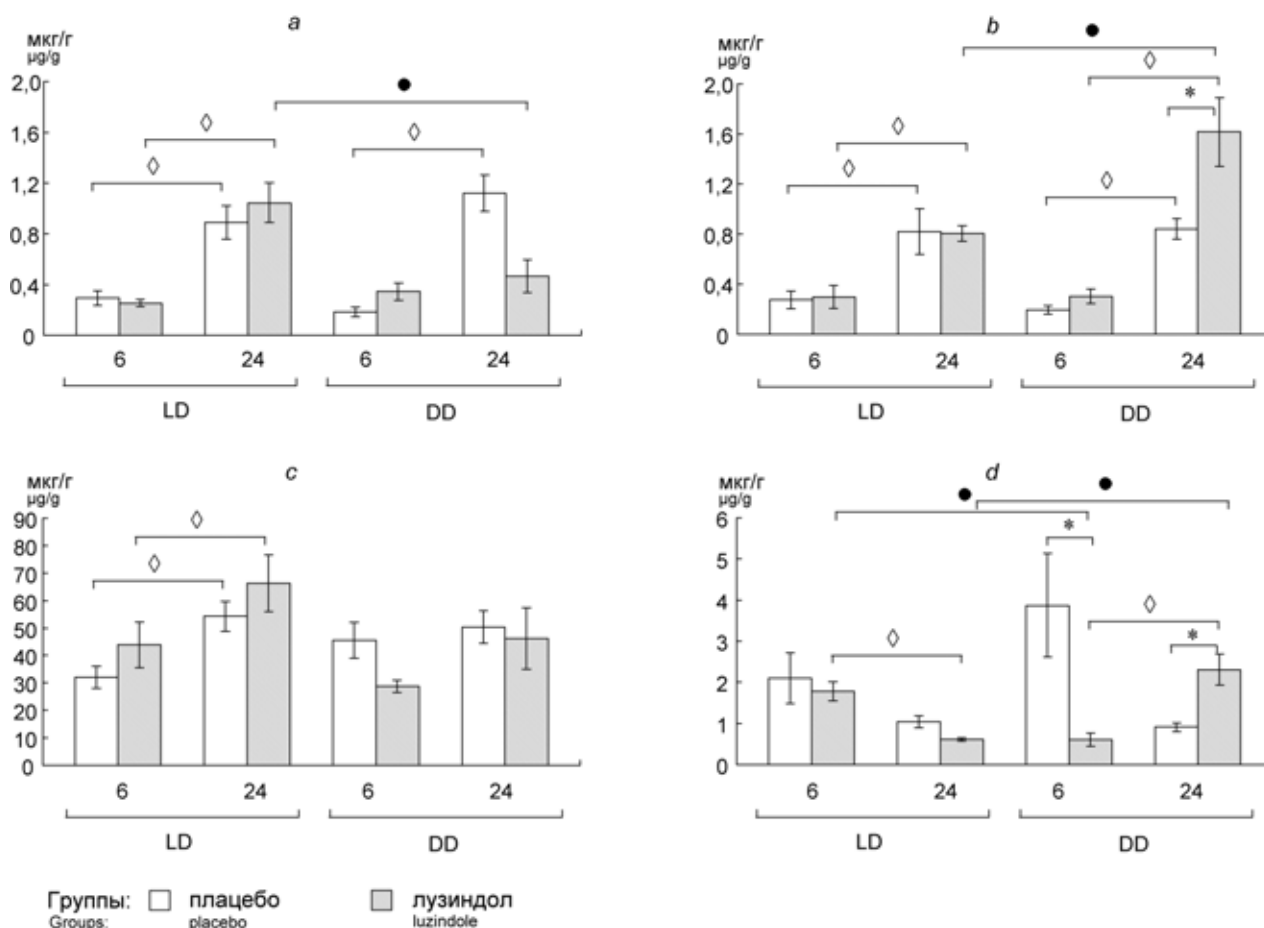 a
мкг/г
µg/g
2,0
1,6
1,2
0,8
0,4
0
6 24 6 24
LD DD
b
мкг/г
µg/g
2,0
1,6
1,2
0,8
0,4
0
6 24 6 24
LD DD
c
мкг/г
µg/g
90
80
70
60
50
40
30
20
10
0
6 24 6 24
LD DD
d
мкг/г
µg/g
6
5
4
3
2
1
0
6 24 6 24
LD DD
Группы: плацебо лузиндол
Groups: placebo luzindole